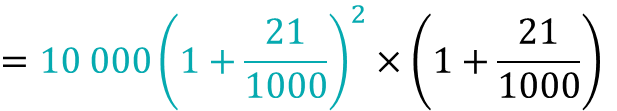 = 10 000 (1 + 21/1000)² × (1 + 21/1000)